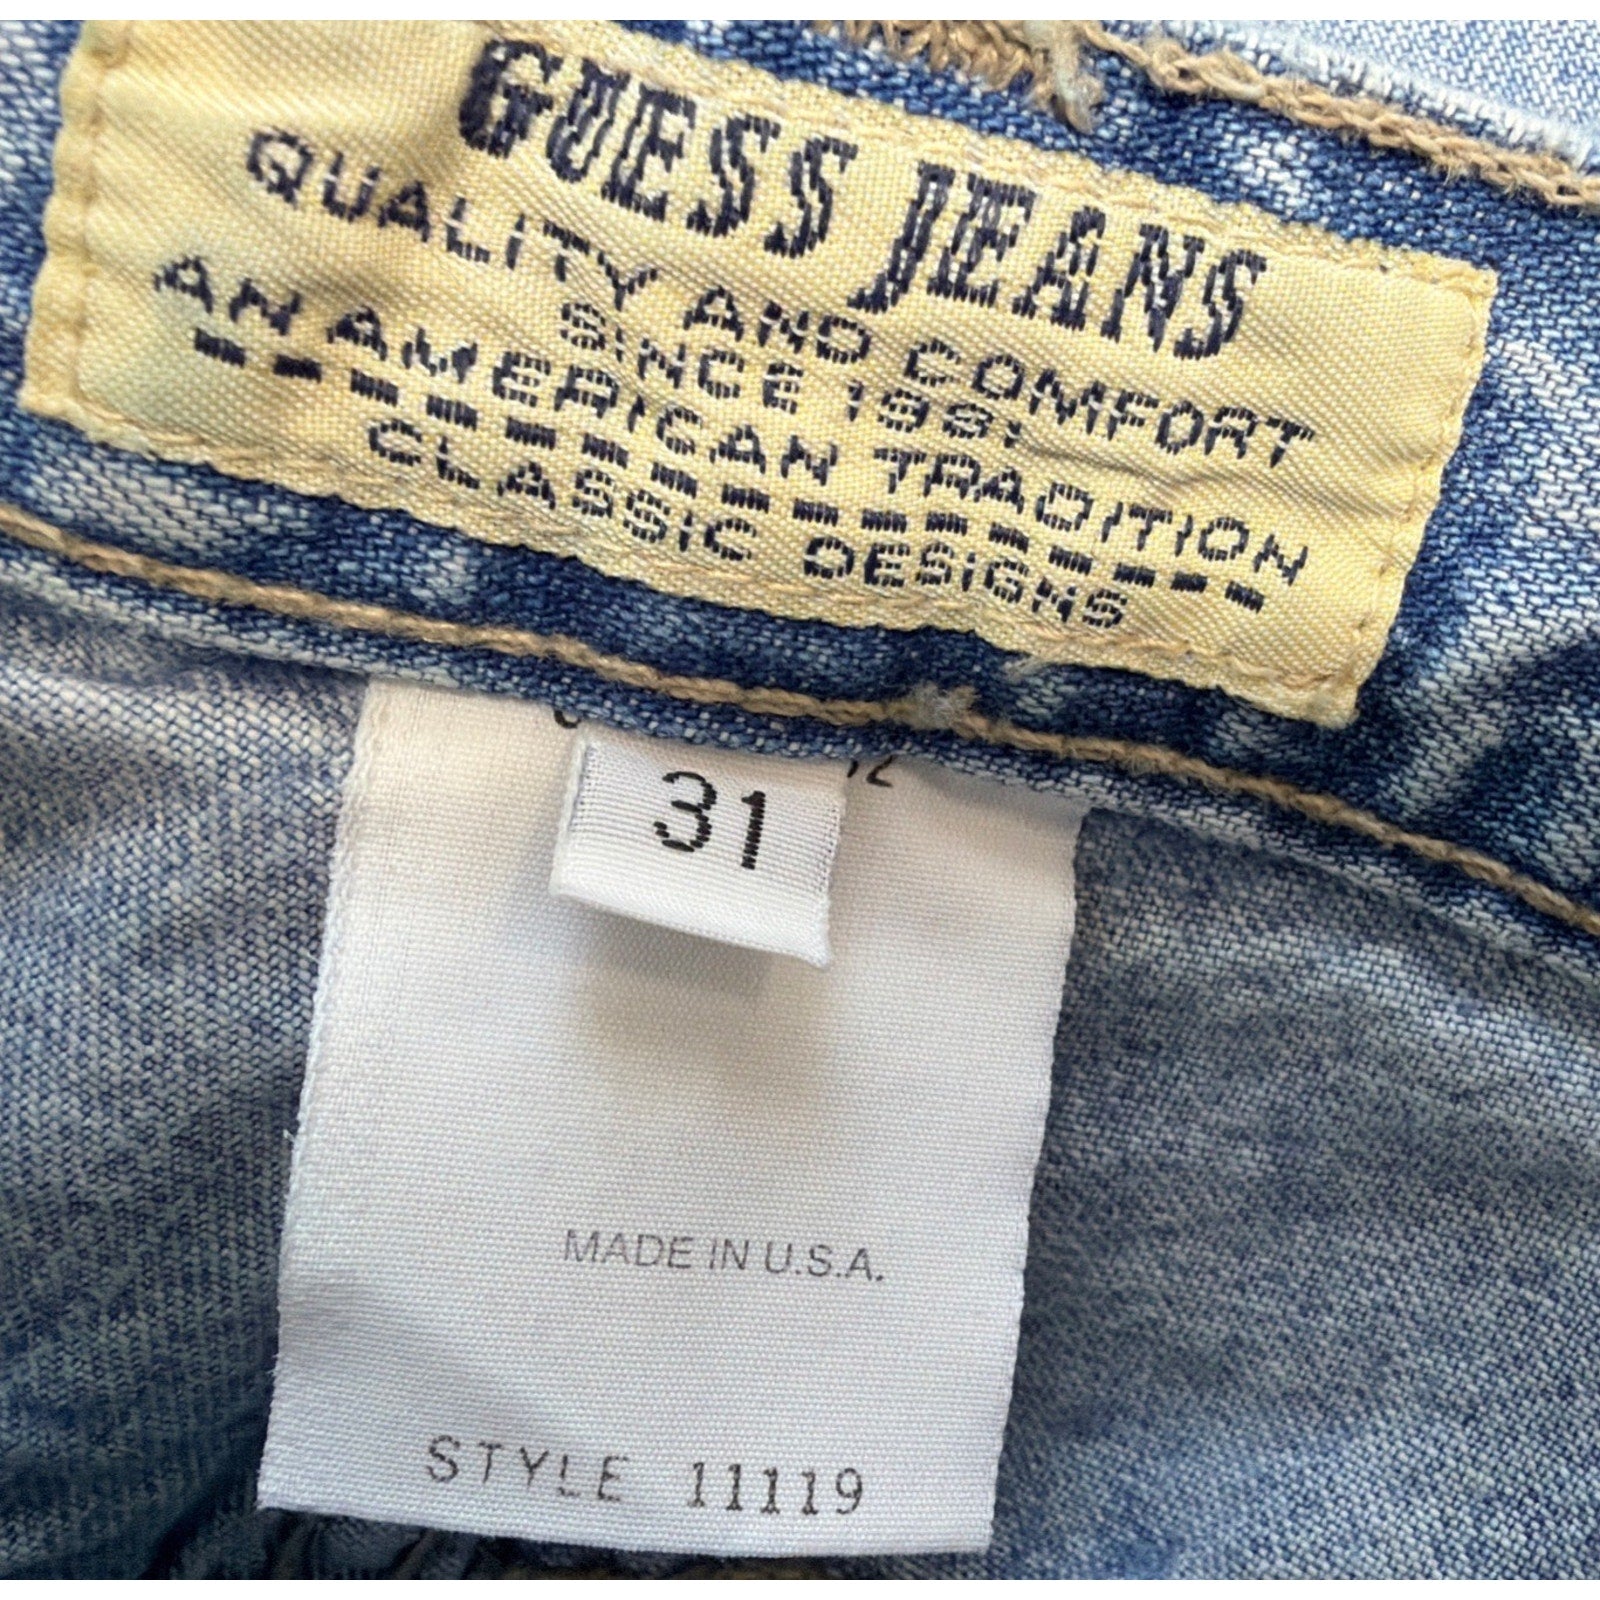 GUESS JEANS
QUALITY AND COMFORT
SINCE 1981
AN AMERICAN TRADITION
CLASSIC DESIGNS
31
MADE IN U.S.A.
STYLE 11119